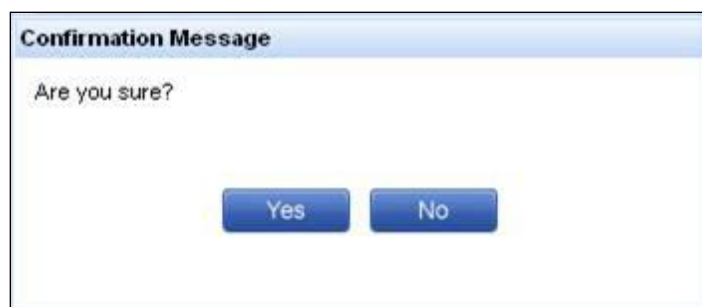 Confirmation Message
Are you sure?
Yes No